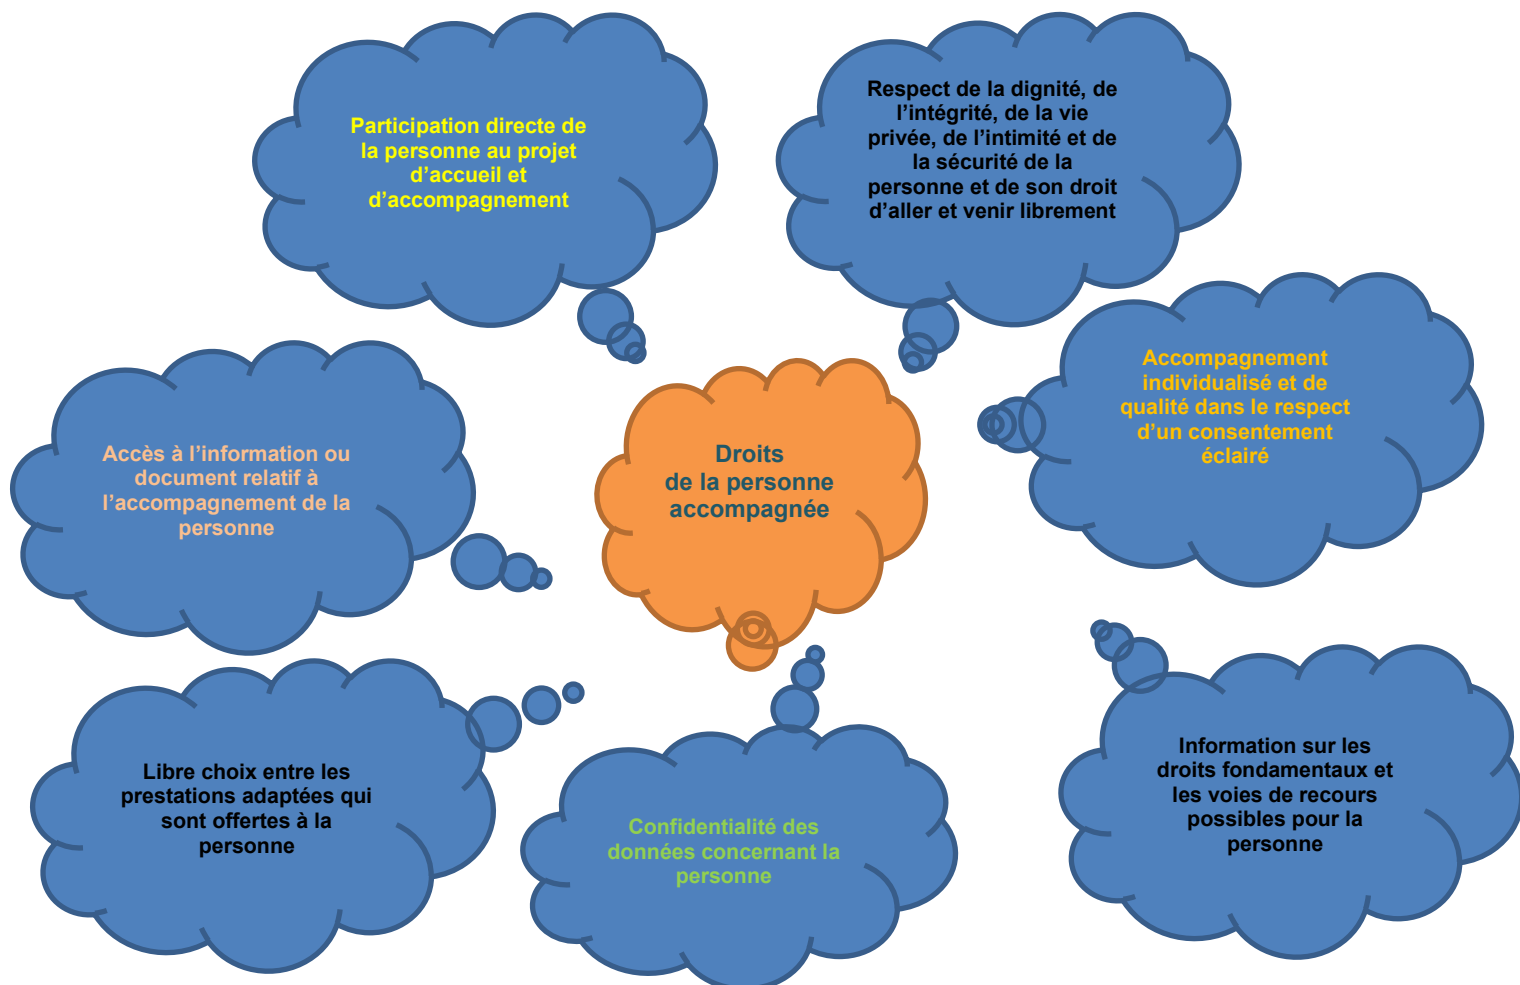 Participation directe de
la personne au projet
d’accueil et
d’accompagnement
Respect de la dignité, de
l’intégrité, de la vie
privée, de l’intimité et de
la sécurité de la
personne et de son droit
d’aller et venir librement
Accompagnement
individualisé et de
qualité dans le respect
d’un consentement
éclairé
Accès à l’information ou
document relatif à
l’accompagnement de la
personne
Droits
de la personne
accompagnée
Libre choix entre les
prestations adaptées qui
sont offertes à la
personne
Confidentialité des
données concernant la
personne
Information sur les
droits fondamentaux et
les voies de recours
possibles pour la
personne